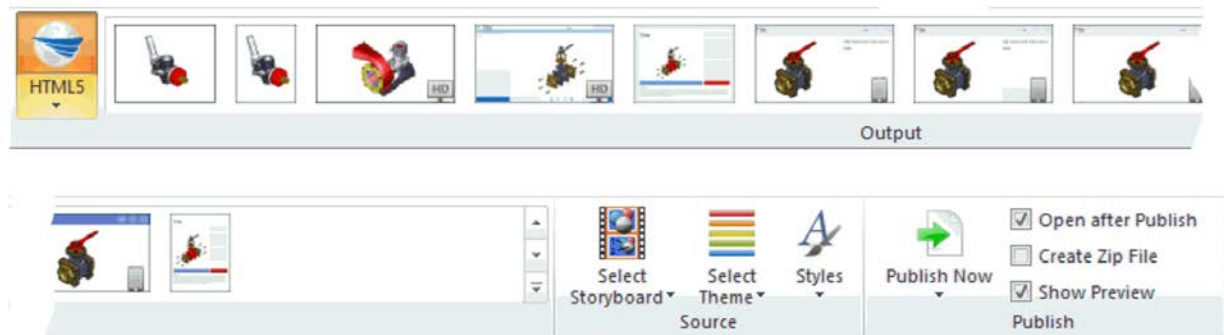 HTML5
HD
HD
Output
Select Storyboard
Select Theme
Styles
Publish Now
Open after Publish
Create Zip File
Show Preview
Source
Publish